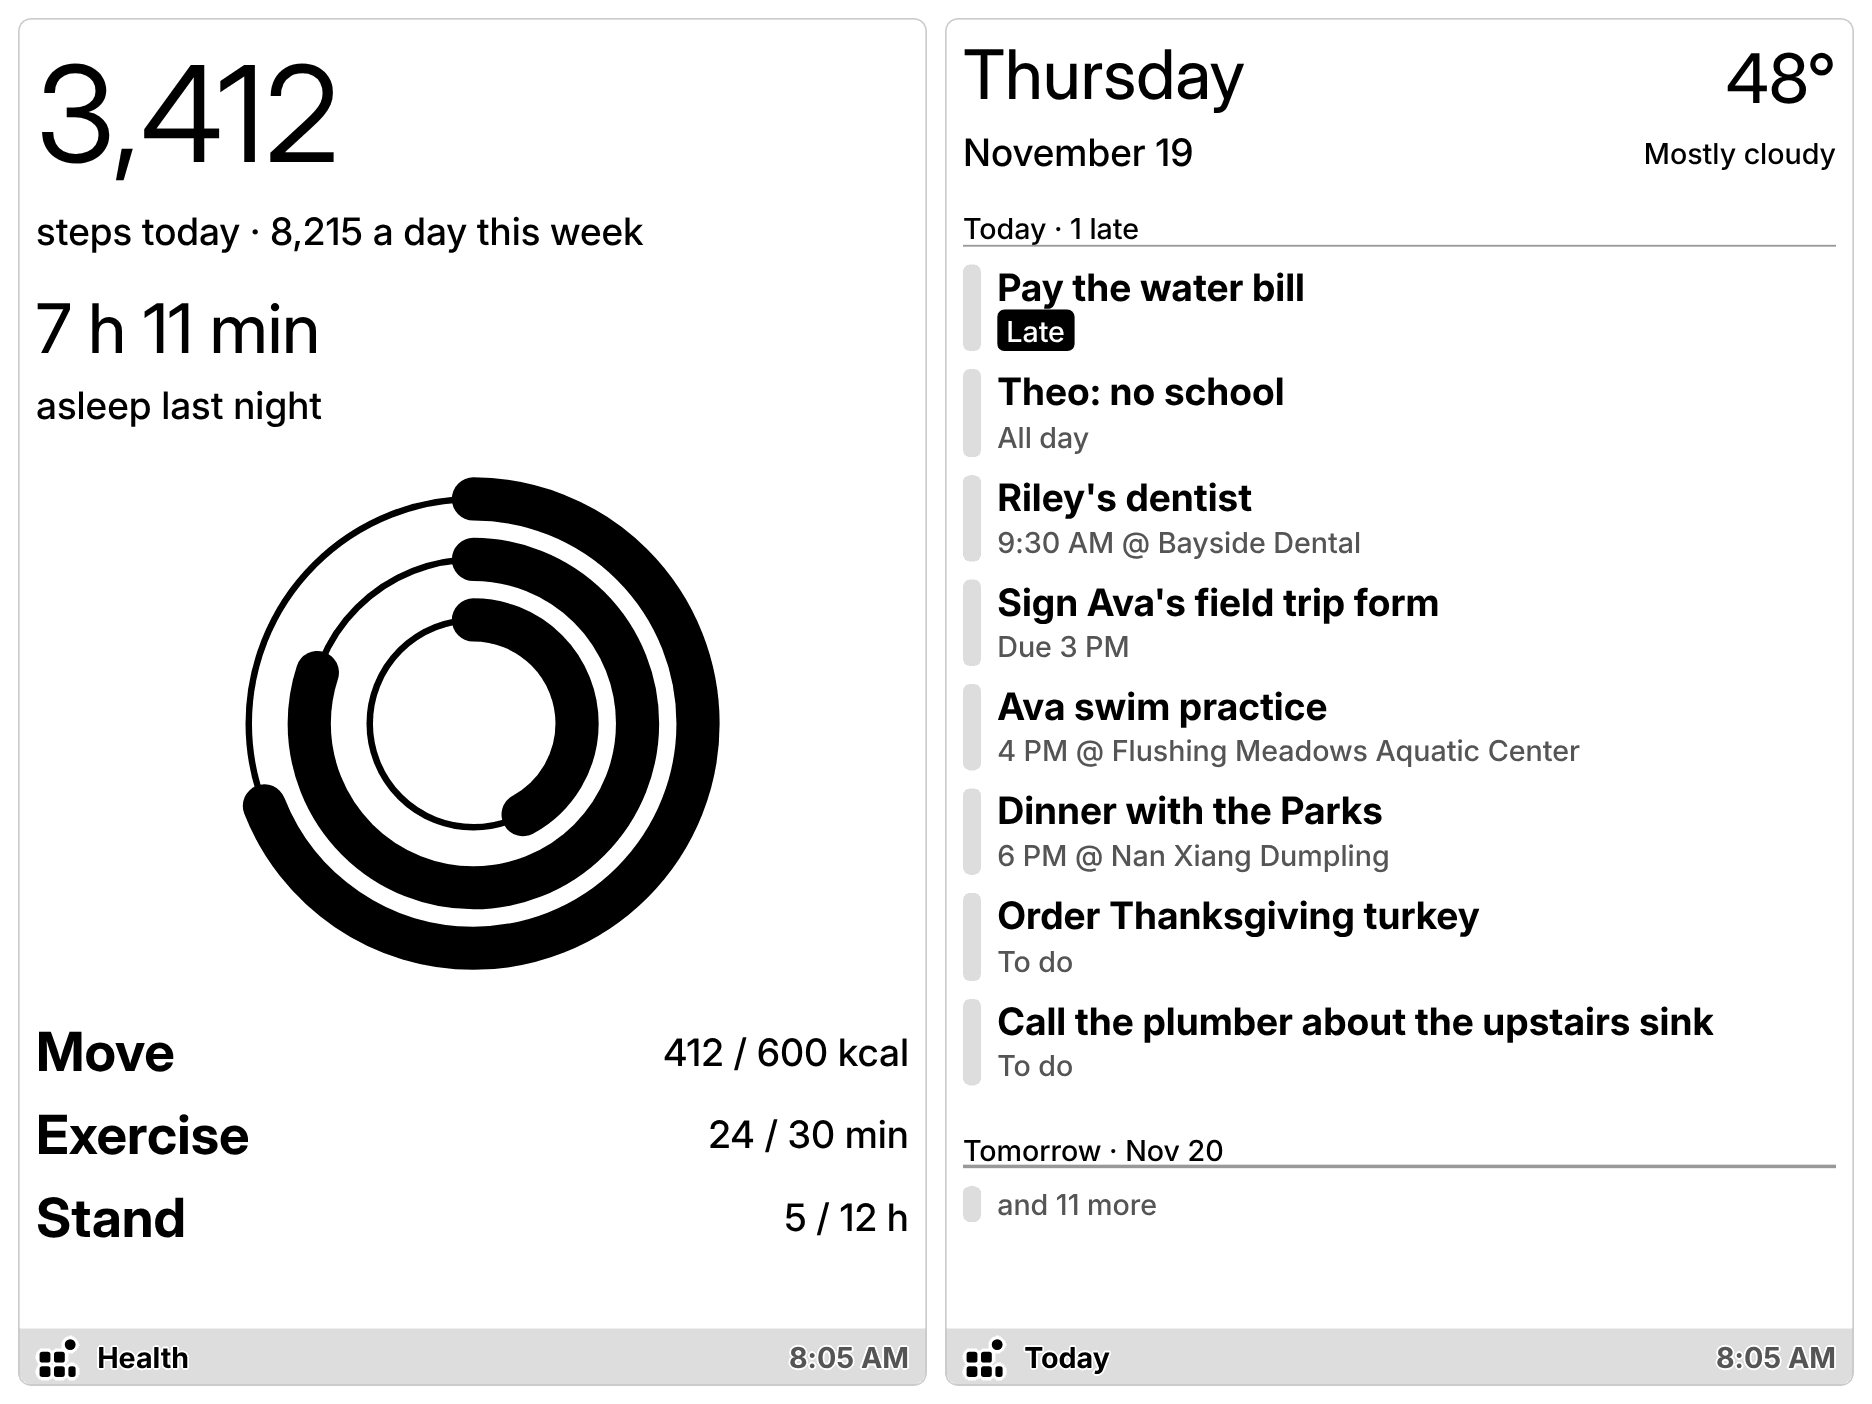 3,412
steps today · 8,215 a day this week
7 h 11 min
asleep last night
Move
412 / 600 kcal
Exercise
24 / 30 min
Stand
5 / 12 h
Health
8:05 AM
Thursday
48°
November 19
Mostly cloudy
Today · 1 late
Pay the water bill
Late
Theo: no school
All day
Riley's dentist
9:30 AM @ Bayside Dental
Sign Ava's field trip form
Due 3 PM
Ava swim practice
4 PM @ Flushing Meadows Aquatic Center
Dinner with the Parks
6 PM @ Nan Xiang Dumpling
Order Thanksgiving turkey
To do
Call the plumber about the upstairs sink
To do
Tomorrow · Nov 20
and 11 more
Today
8:05 AM